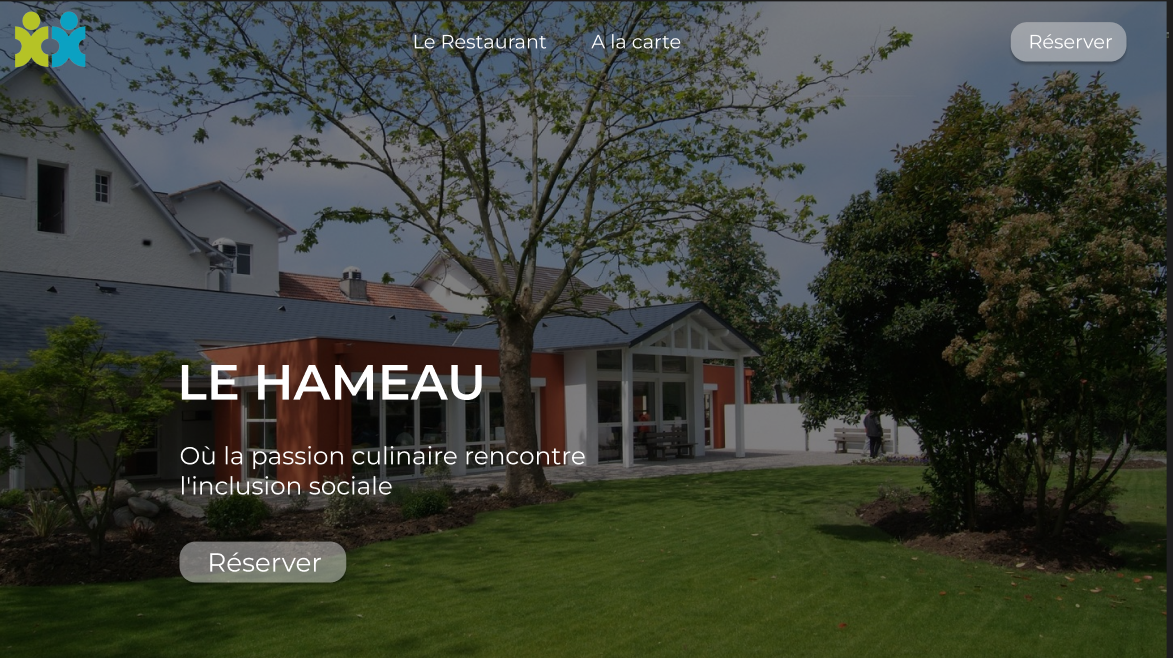 Le Restaurant
A la carte
Réserver
LE HAMEAU
Où la passion culinaire rencontre
l'inclusion sociale
Réserver